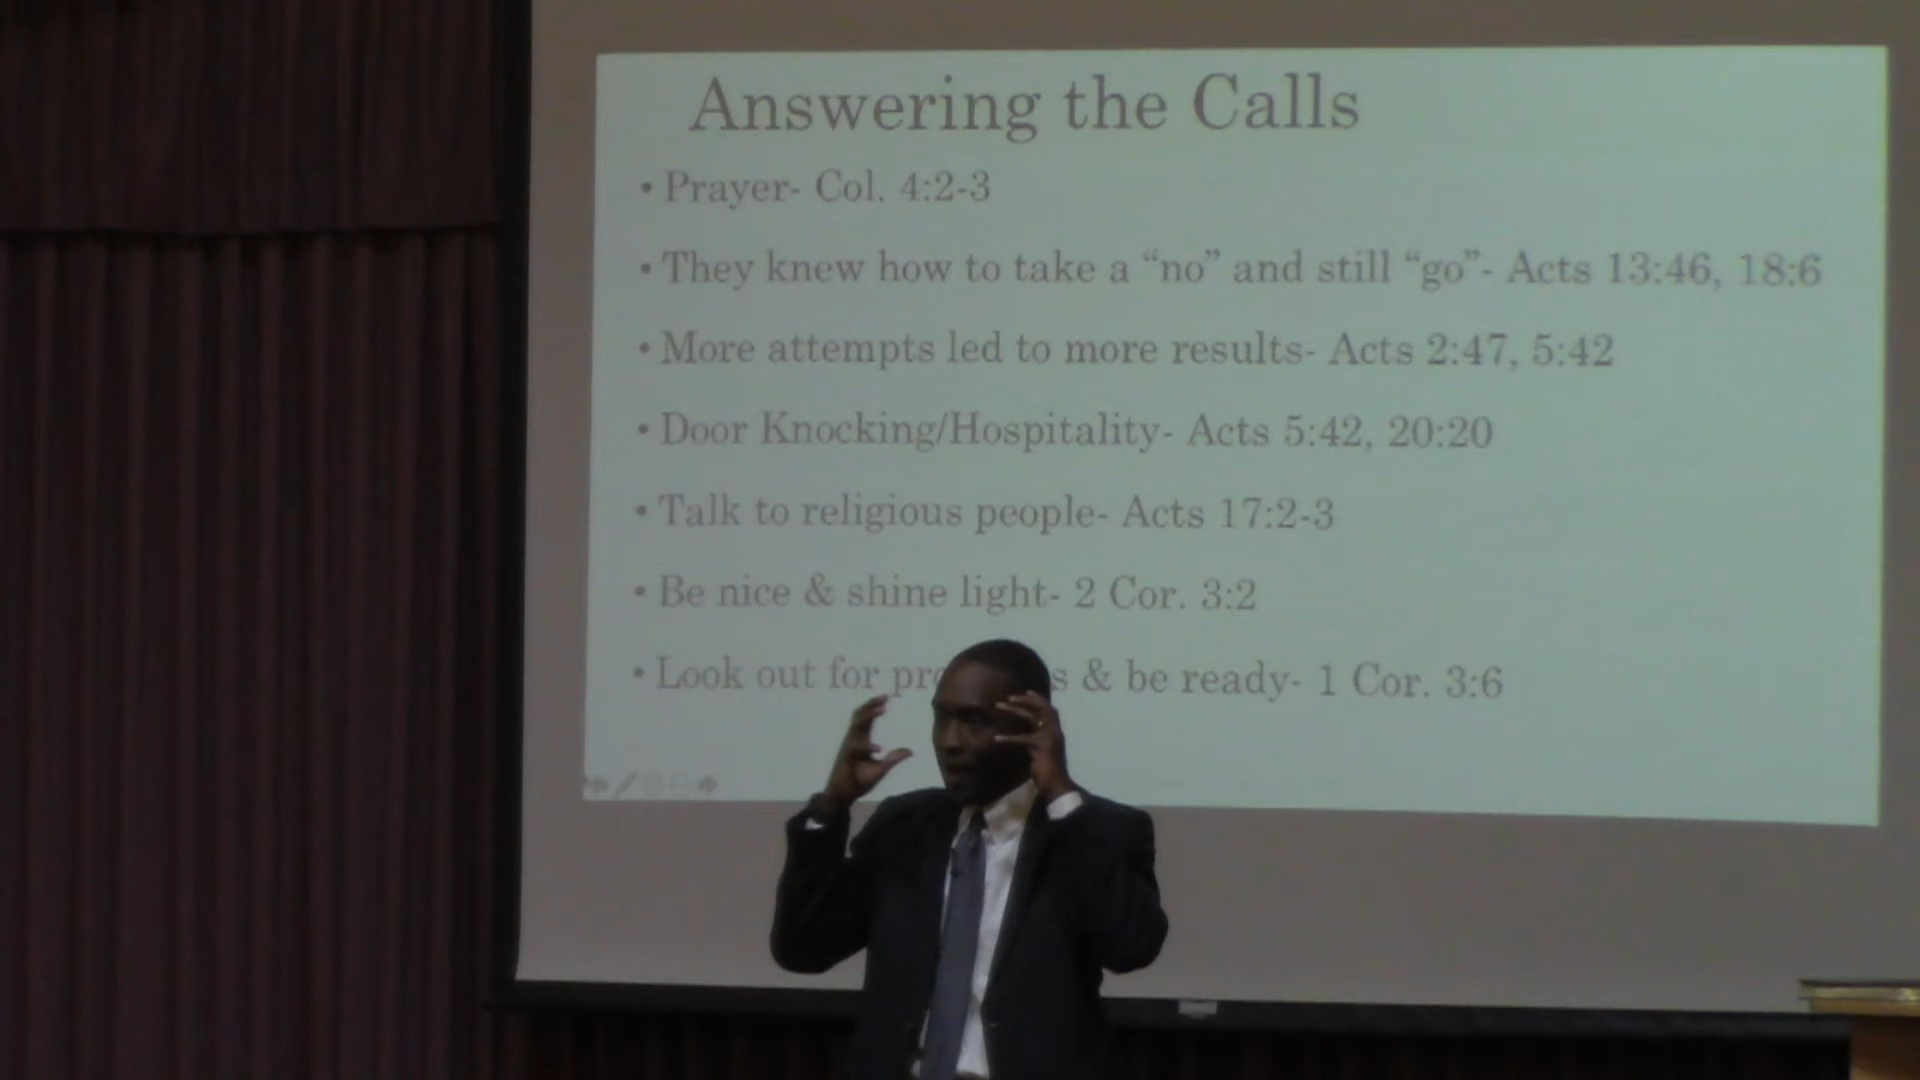 Answering the Calls
• Prayer- Col. 4:2-3
• They knew how to take a “no” and still “go”- Acts 13:46, 18:6
• More attempts led to more results- Acts 2:47, 5:42
• Door Knocking/Hospitality- Acts 5:42, 20:20
• Talk to religious people- Acts 17:2-3
• Be nice & shine light- 2 Cor. 3:2
• Look out for & be ready- 1 Cor. 3:6